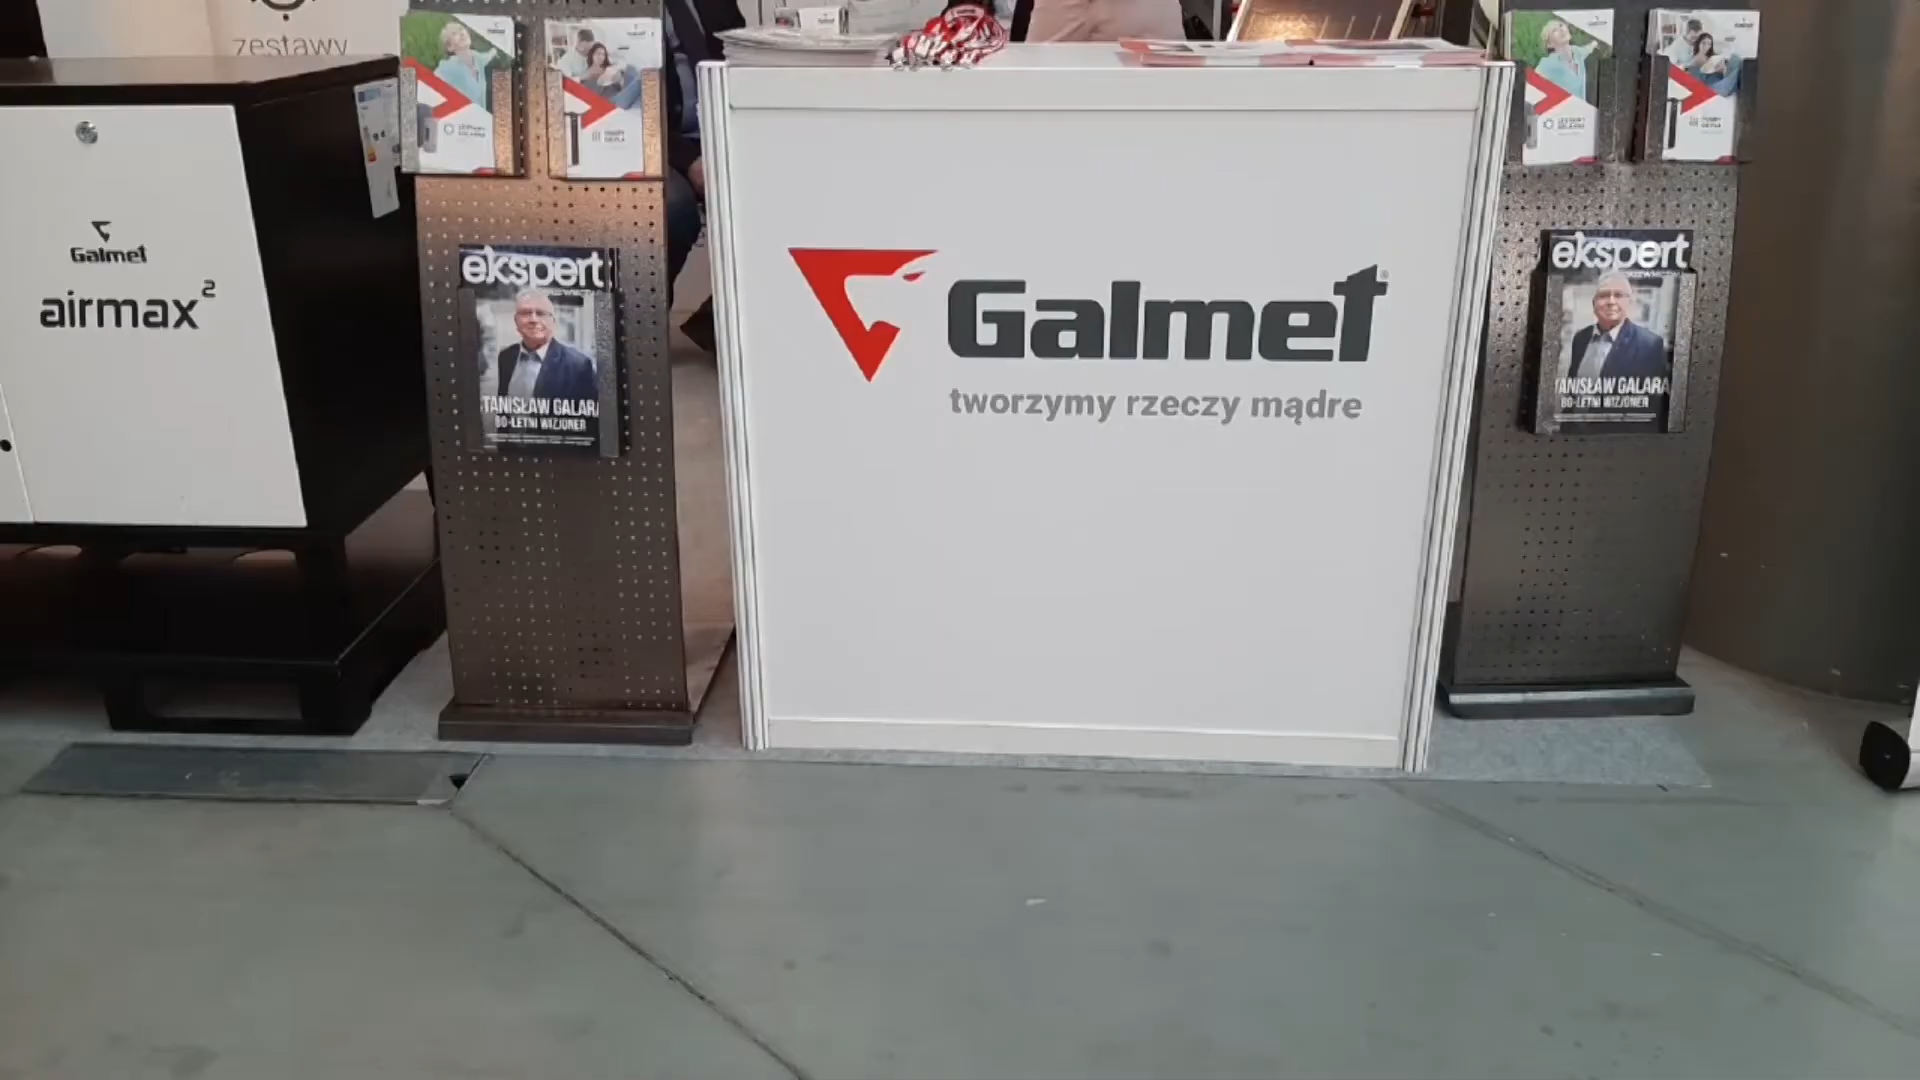 zestawy
Galmet
airmax²
ekspert
TANISŁAW GALARA
80-LETNI WIZJONER
Galmet®
tworzymy rzeczy mądre
ekspert
TANISŁAW GALARA
80-LETNI WIZJONER